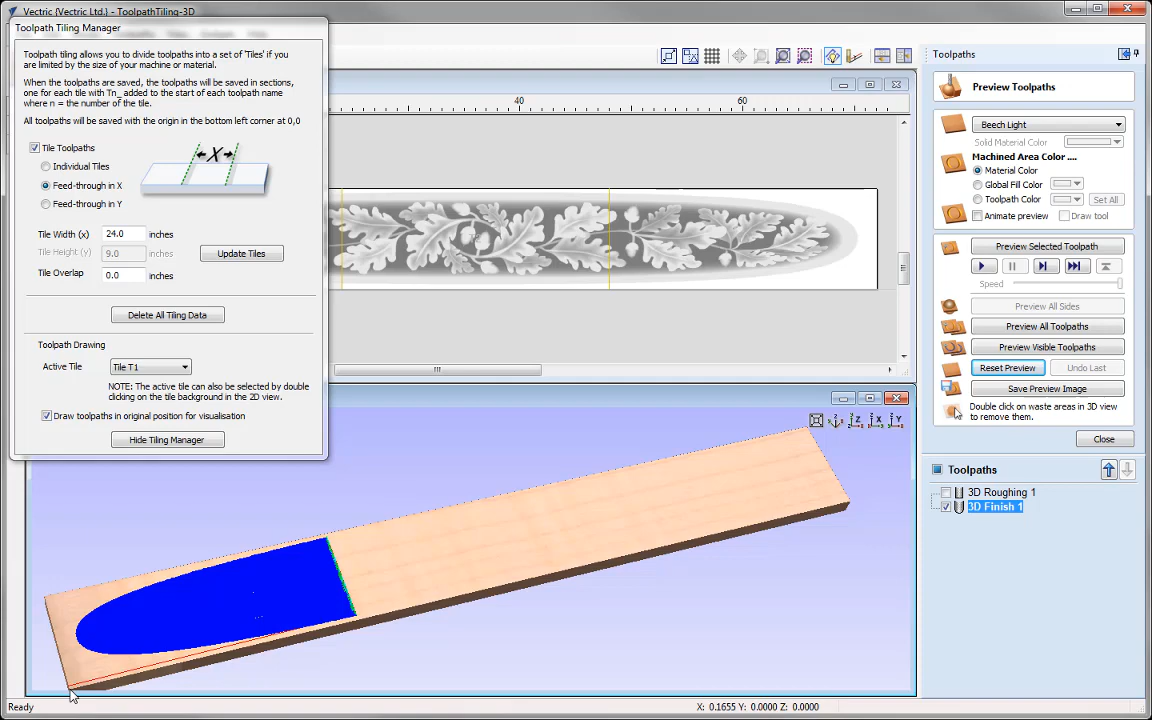 Vectric {Vectric Ltd.} - ToolpathTiling-3D
Toolpath Tiling Manager
Toolpath tiling allows you to divide toolpaths into a set of 'Tiles' if you
are limited by the size of your machine or material.
When the toolpaths are saved, the toolpaths will be saved in sections,
one for each tile with Tn_ added to the start of each toolpath name
where n = the number of the tile.
All toolpaths will be saved with the origin in the bottom left corner at 0,0
Tile Toolpaths
X
Individual Tiles
Feed-through in X
Feed-through in Y
Tile Width (x) 24.0 inches
Tile Height (y) 9.0 inches
Update Tiles
Tile Overlap 0.0 inches
Delete All Tiling Data
Toolpath Drawing
Active Tile Tile T1
NOTE: The active tile can also be selected by double
clicking on the tile background in the 2D view.
Draw toolpaths in original position for visualisation
Hide Tiling Manager
40 60
Z X Y
Toolpaths
Preview Toolpaths
Beech Light
Solid Material Color
Machined Area Color ....
Material Color
Global Fill Color
Toolpath Color Set All
Animate preview Draw tool
Preview Selected Toolpath
Speed
Preview All Sides
Preview All Toolpaths
Preview Visible Toolpaths
Reset Preview Undo Last
Save Preview Image
Double click on waste areas in 3D view
to remove them.
Close
Toolpaths
3D Roughing 1
3D Finish 1
Ready
X: 0.1655 Y: 0.0000 Z: 0.0000